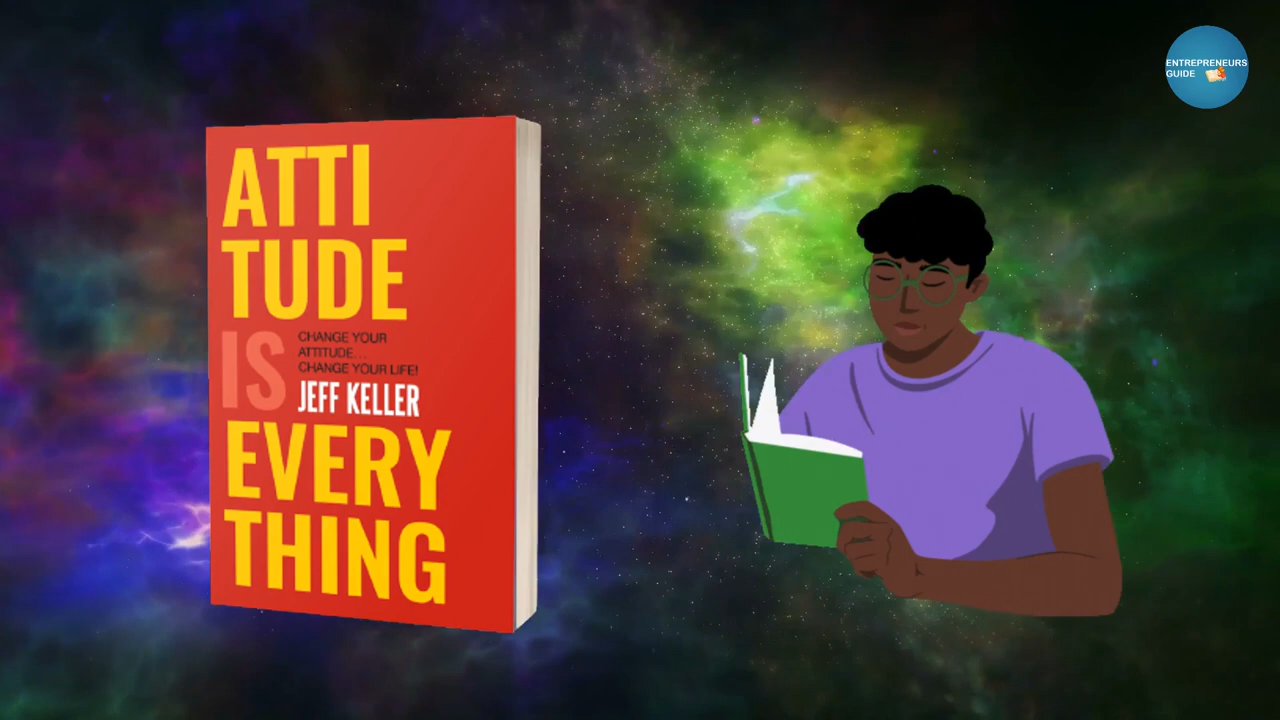 ATTI
TUDE
IS
CHANGE YOUR
ATTITUDE...
CHANGE YOUR LIFE!
JEFF KELLER
EVERY
THING
ENTREPRENEURS
GUIDE